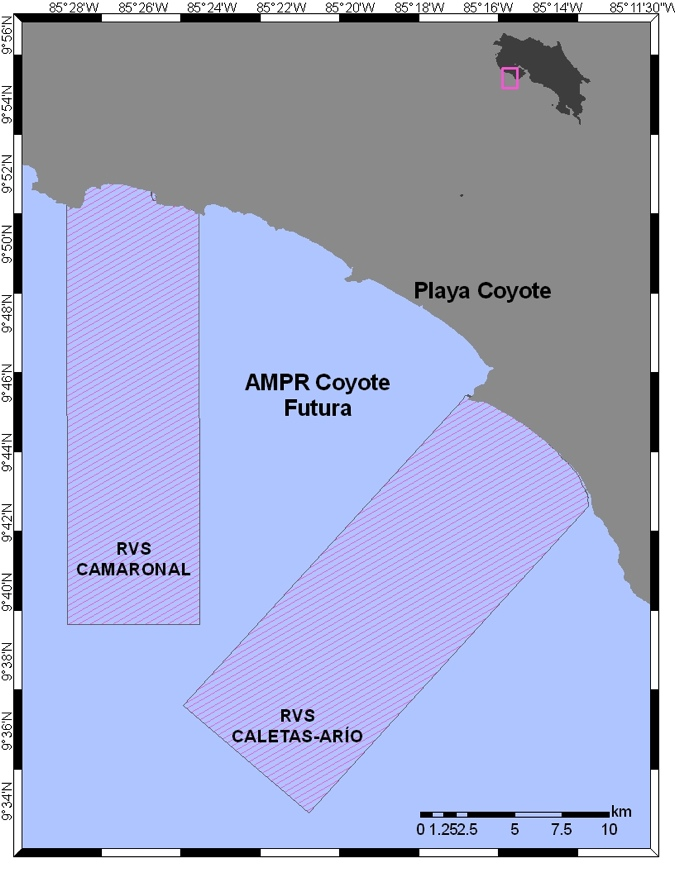 85°28'W 85°26'W 85°24'W 85°22'W 85°20'W 85°18'W 85°16'W 85°14'W 85°11'30"W
9°56'N
9°54'N
9°52'N
9°50'N
9°48'N
9°46'N
9°44'N
9°42'N
9°40'N
9°38'N
9°36'N
9°34'N
Playa Coyote
AMPR Coyote
Futura
RVS
CAMARONAL
RVS
CALETAS-ARÍO
km
0 1.252.5 5 7.5 10